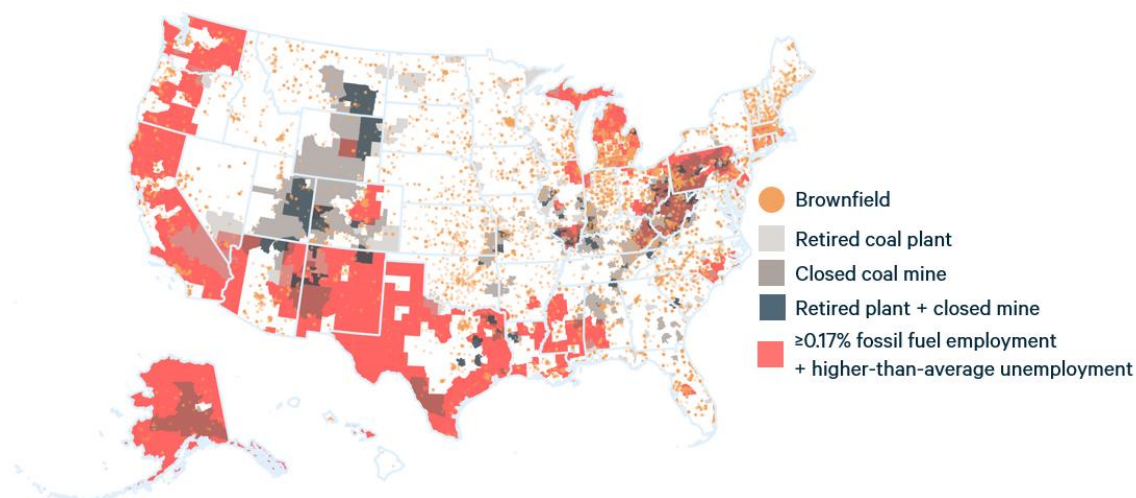 Brownfield
Retired coal plant
Closed coal mine
Retired plant + closed mine
≥0.17% fossil fuel employment
+ higher-than-average unemployment